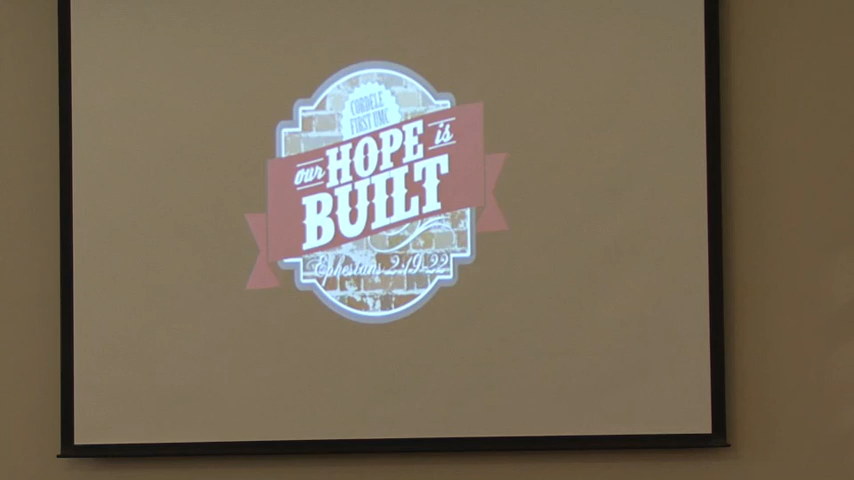 CORDELE
FIRST UMC
our HOPE is
BUILT
Ephesians 2:19-22